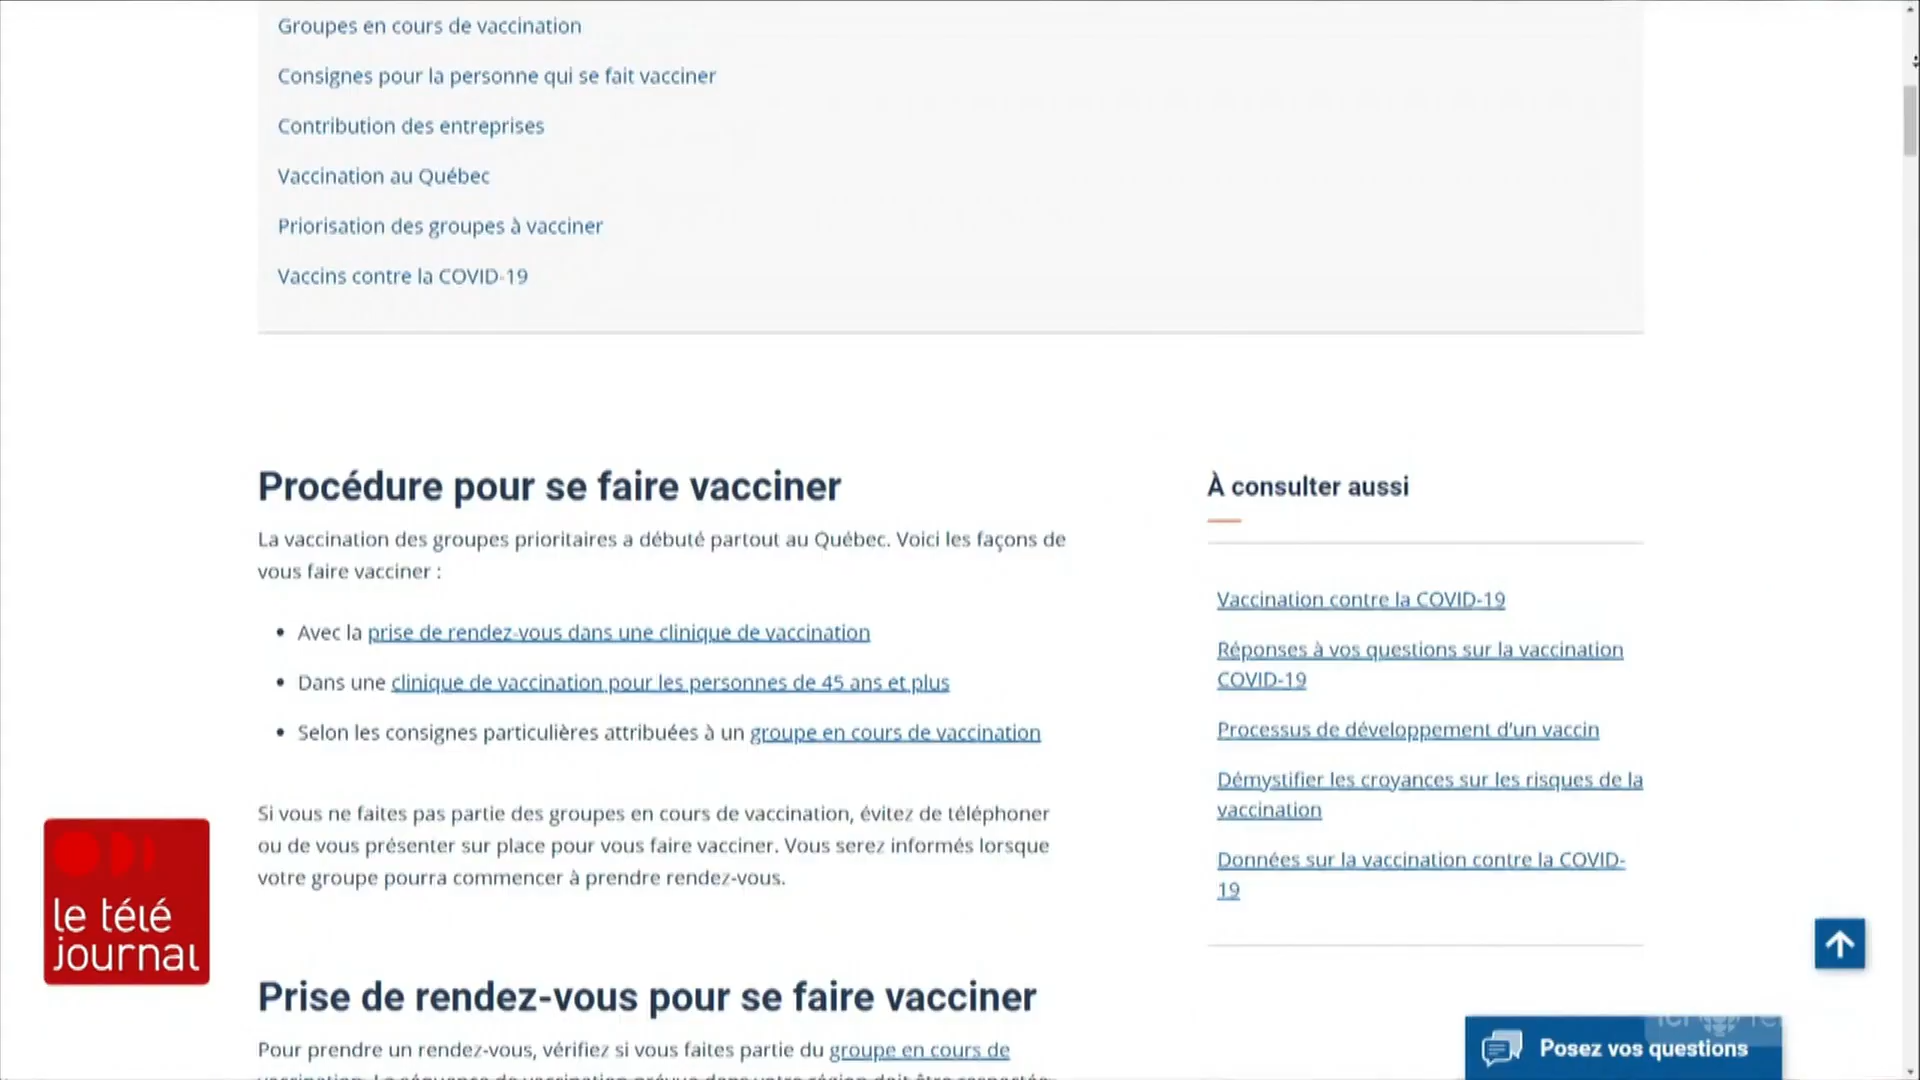 Groupes en cours de vaccination
Consignes pour la personne qui se fait vacciner
Contribution des entreprises
Vaccination au Québec
Priorisation des groupes à vacciner
Vaccins contre la COVID-19
Procédure pour se faire vacciner
La vaccination des groupes prioritaires a débuté partout au Québec. Voici les façons de
vous faire vacciner :
• Avec la prise de rendez-vous dans une clinique de vaccination
• Dans une clinique de vaccination pour les personnes de 45 ans et plus
• Selon les consignes particulières attribuées à un groupe en cours de vaccination
Si vous ne faites pas partie des groupes en cours de vaccination, évitez de téléphoner
ou de vous présenter sur place pour vous faire vacciner. Vous serez informés lorsque
votre groupe pourra commencer à prendre rendez-vous.
Prise de rendez-vous pour se faire vacciner
Pour prendre un rendez-vous, vérifiez si vous faites partie du groupe en cours de
À consulter aussi
Vaccination contre la COVID-19
Réponses à vos questions sur la vaccination
COVID-19
Processus de développement d'un vaccin
Démystifier les croyances sur les risques de la
vaccination
Données sur la vaccination contre la COVID-
19
le télé
journal
Posez vos questions